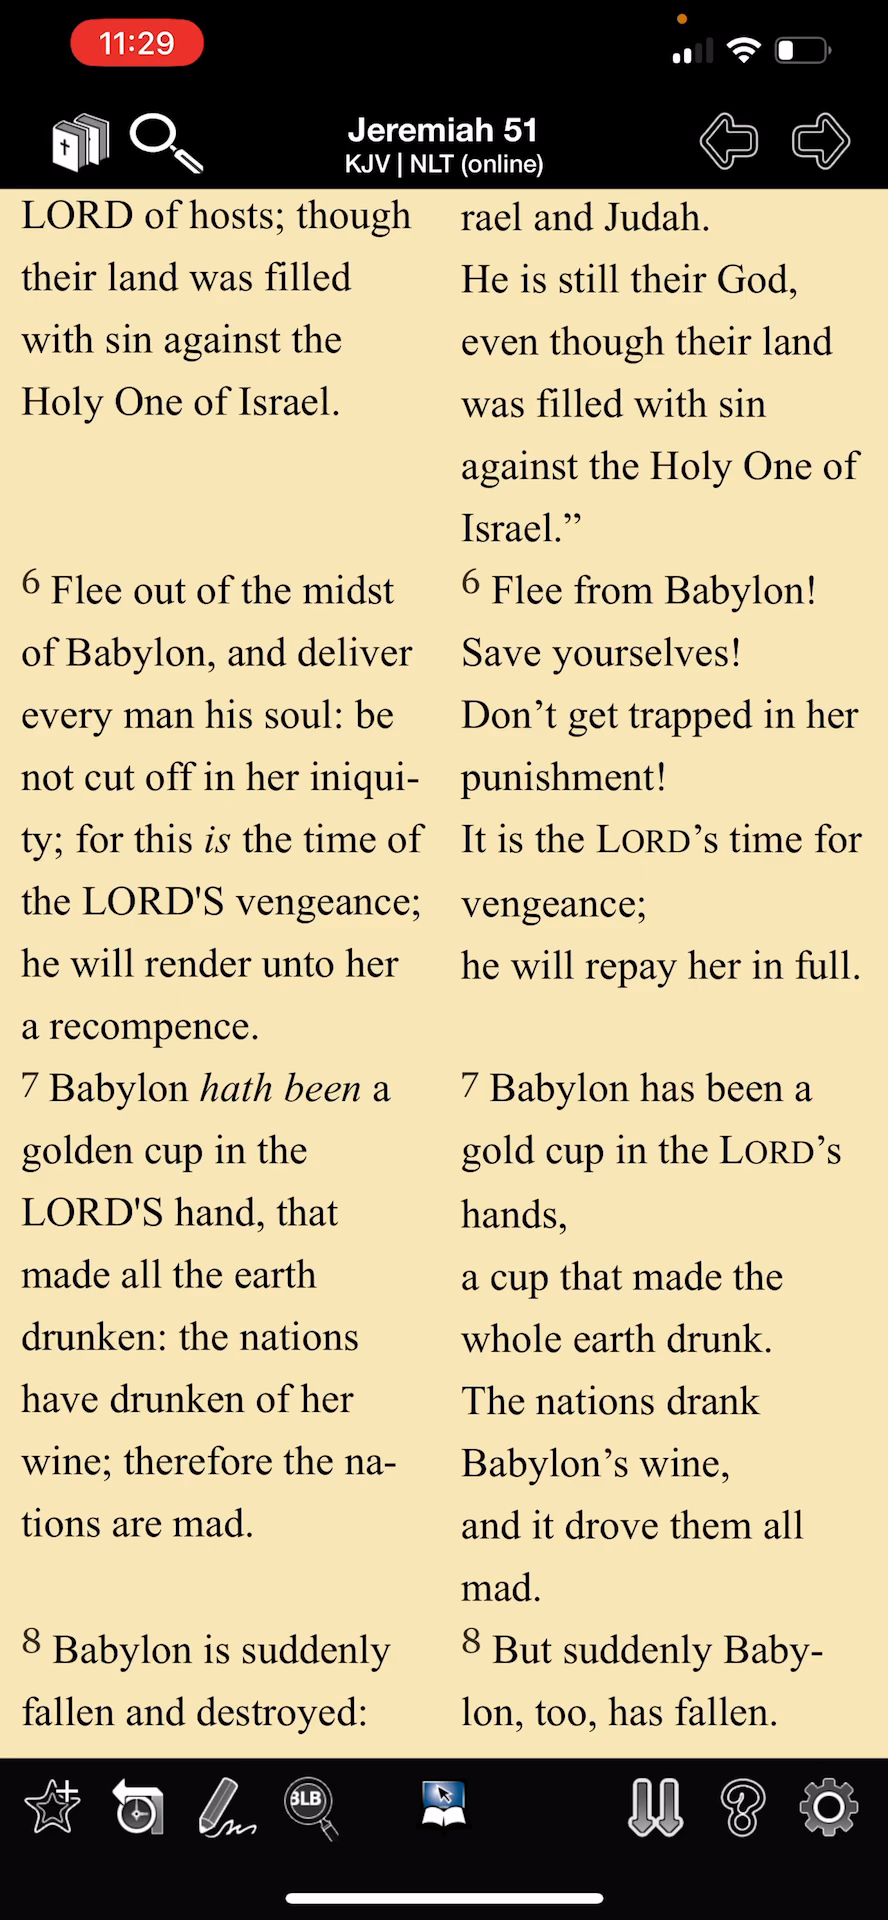 11:29
Jeremiah 51
KJV | NLT (online)
LORD of hosts; though
their land was filled
with sin against the
Holy One of Israel.
6 Flee out of the midst
of Babylon, and deliver
every man his soul: be
not cut off in her iniqui-
ty; for this is the time of
the LORD'S vengeance;
he will render unto her
a recompence.
7 Babylon hath been a
golden cup in the
LORD'S hand, that
made all the earth
drunken: the nations
have drunken of her
wine; therefore the na-
tions are mad.
8 Babylon is suddenly
fallen and destroyed:
rael and Judah.
He is still their God,
even though their land
was filled with sin
against the Holy One of
Israel.”
6 Flee from Babylon!
Save yourselves!
Don’t get trapped in her
punishment!
It is the LORD’s time for
vengeance;
he will repay her in full.
7 Babylon has been a
gold cup in the LORD’s
hands,
a cup that made the
whole earth drunk.
The nations drank
Babylon’s wine,
and it drove them all
mad.
8 But suddenly Baby-
lon, too, has fallen.
BLB